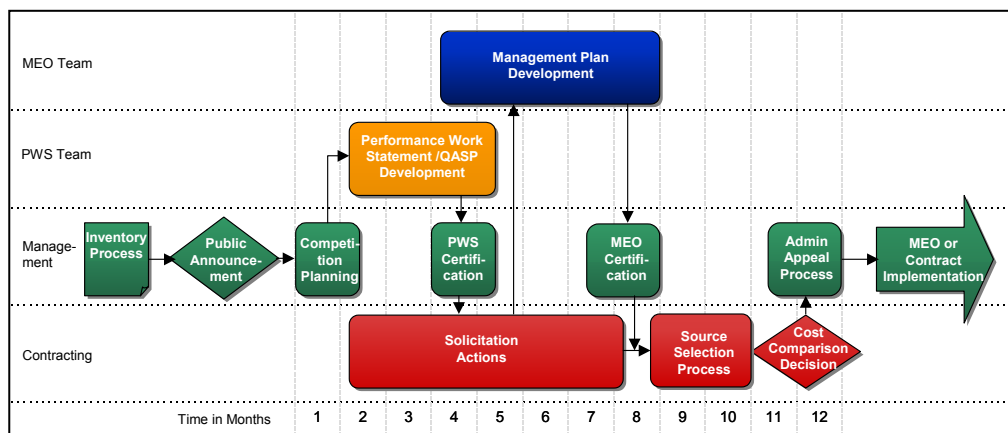 MEO Team
Management Plan
Development
PWS Team
Performance Work
Statement /QASP
Development
Manage-
ment
Inventory
Process
Public
Announce-
ment
Competi-
tion
Planning
PWS
Certifi-
cation
MEO
Certifi-
cation
Admin
Appeal
Process
MEO or
Contract
Implementation
Contracting
Solicitation
Actions
Source
Selection
Process
Cost
Comparison
Decision
Time in Months 1 2 3 4 5 6 7 8 9 10 11 12